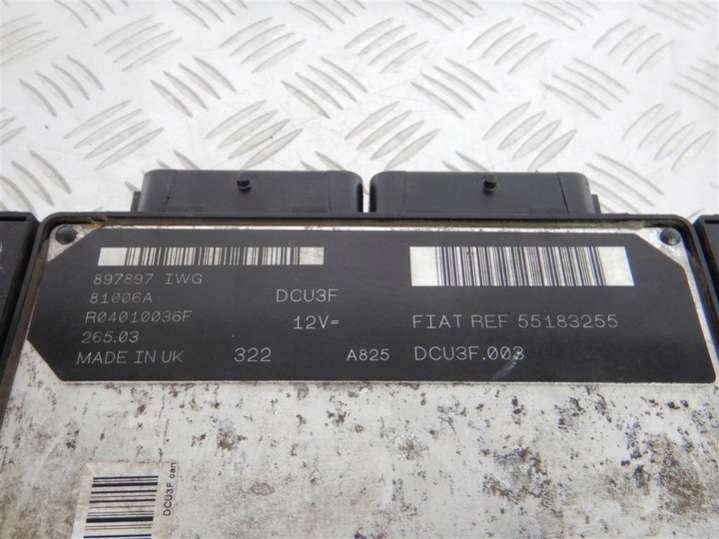 897897 IWG
81006A DCU3F
R04010036F 12V= FIAT REF 55183255
265.03
MADE IN UK 322 A825 DCU3F.003
DCU3F can